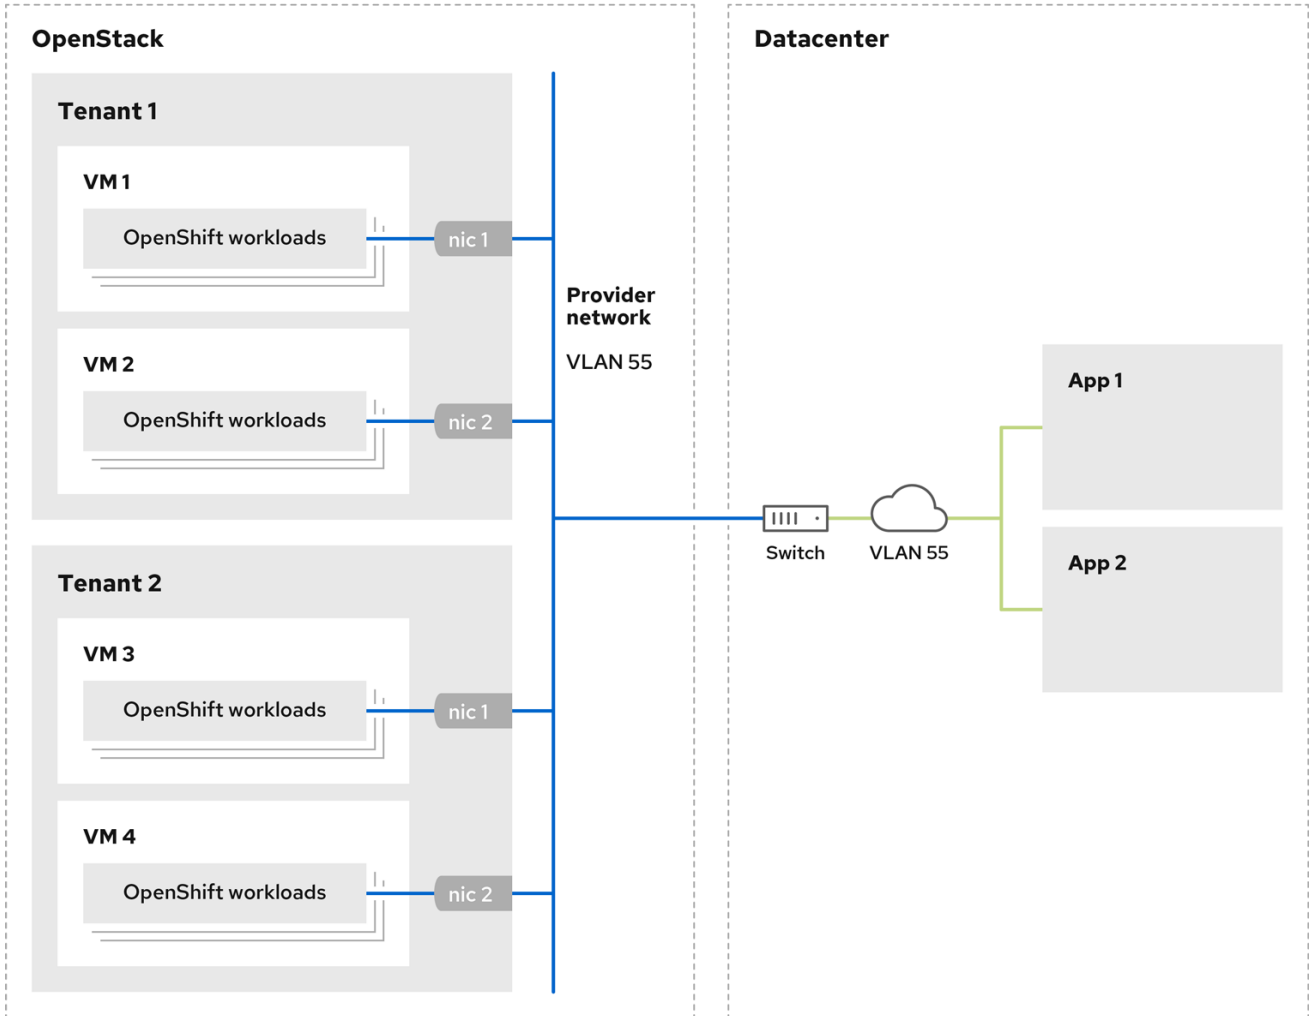 OpenStack
Tenant 1
VM 1
OpenShift workloads
nic 1
VM 2
OpenShift workloads
nic 2
Provider
network
VLAN 55
Tenant 2
VM 3
OpenShift workloads
nic 1
VM 4
OpenShift workloads
nic 2
Datacenter
Switch
VLAN 55
App 1
App 2